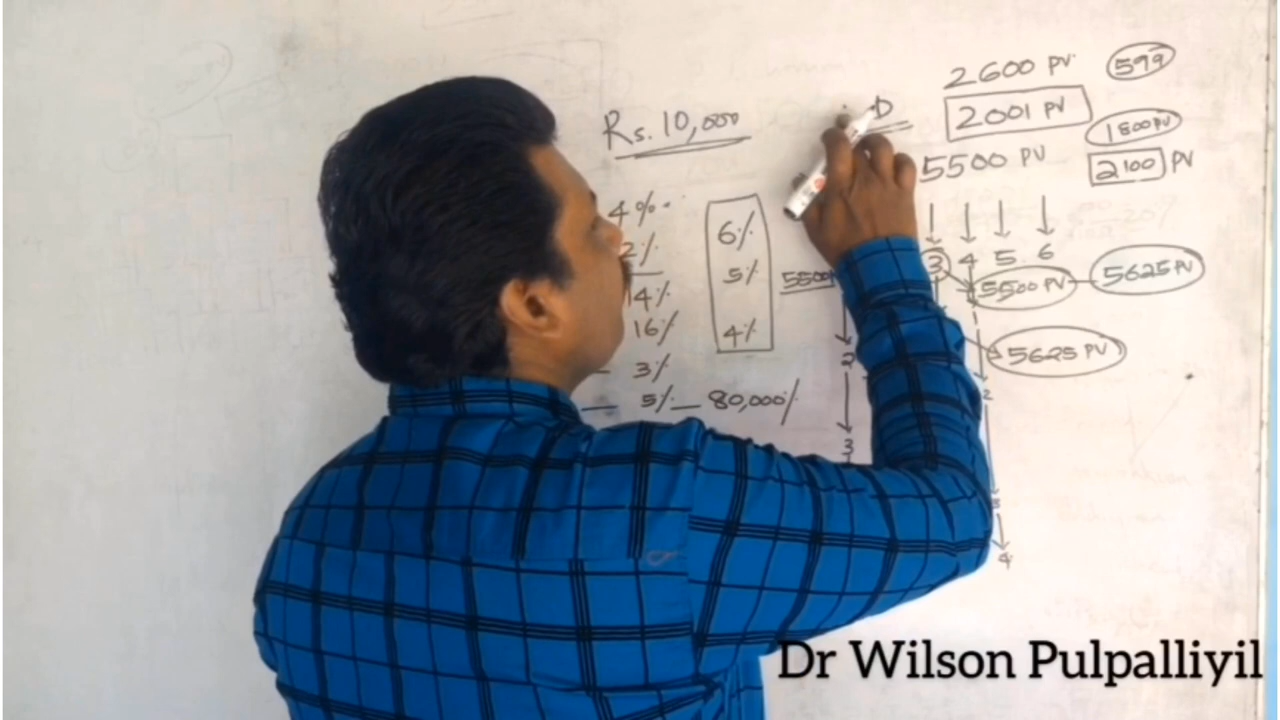 2600 PV 599
Rs. 10,000 D 2001 PV 1800 PV
5500 PV 2100 PV
4%
6%
2%
3 4 5 6
5% 5500 5500 PV 5625 PV
14%
16% 4%
2 5625 PV
3%
5% 80,000/
2
3
4
Dr Wilson Pulpalliyil